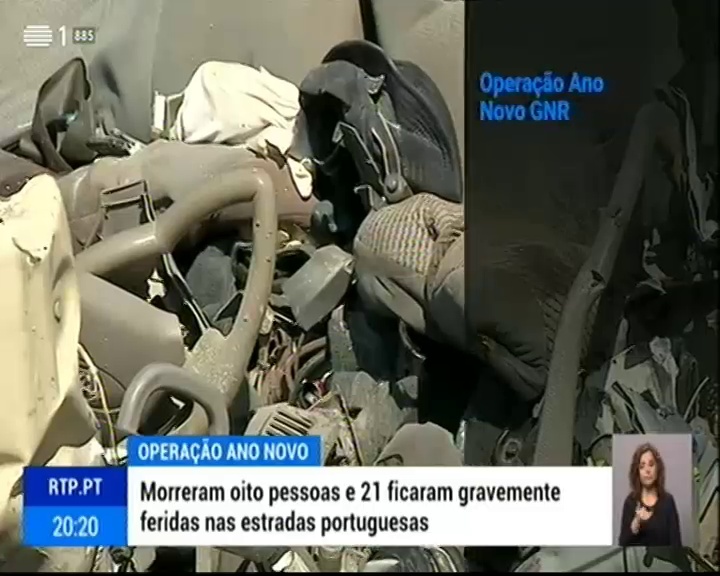 1 885
Operação Ano
Novo GNR
OPERAÇÃO ANO NOVO
RTP.PT
Morreram oito pessoas e 21 ficaram gravemente
20:20
feridas nas estradas portuguesas